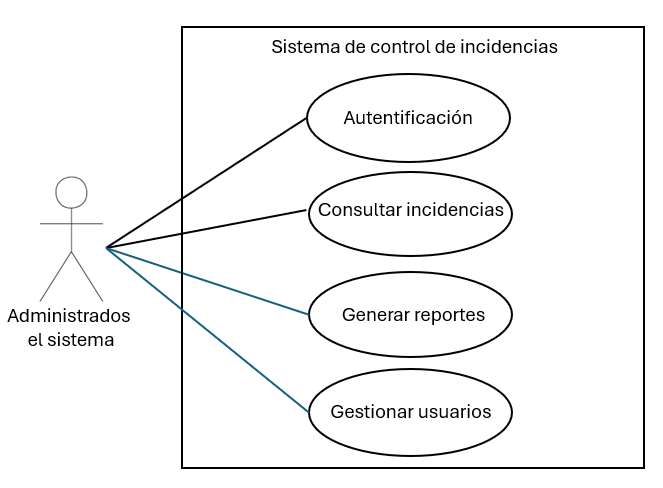 Sistema de control de incidencias
Autentificación
Consultar incidencias
Generar reportes
Gestionar usuarios
Administrados
el sistema